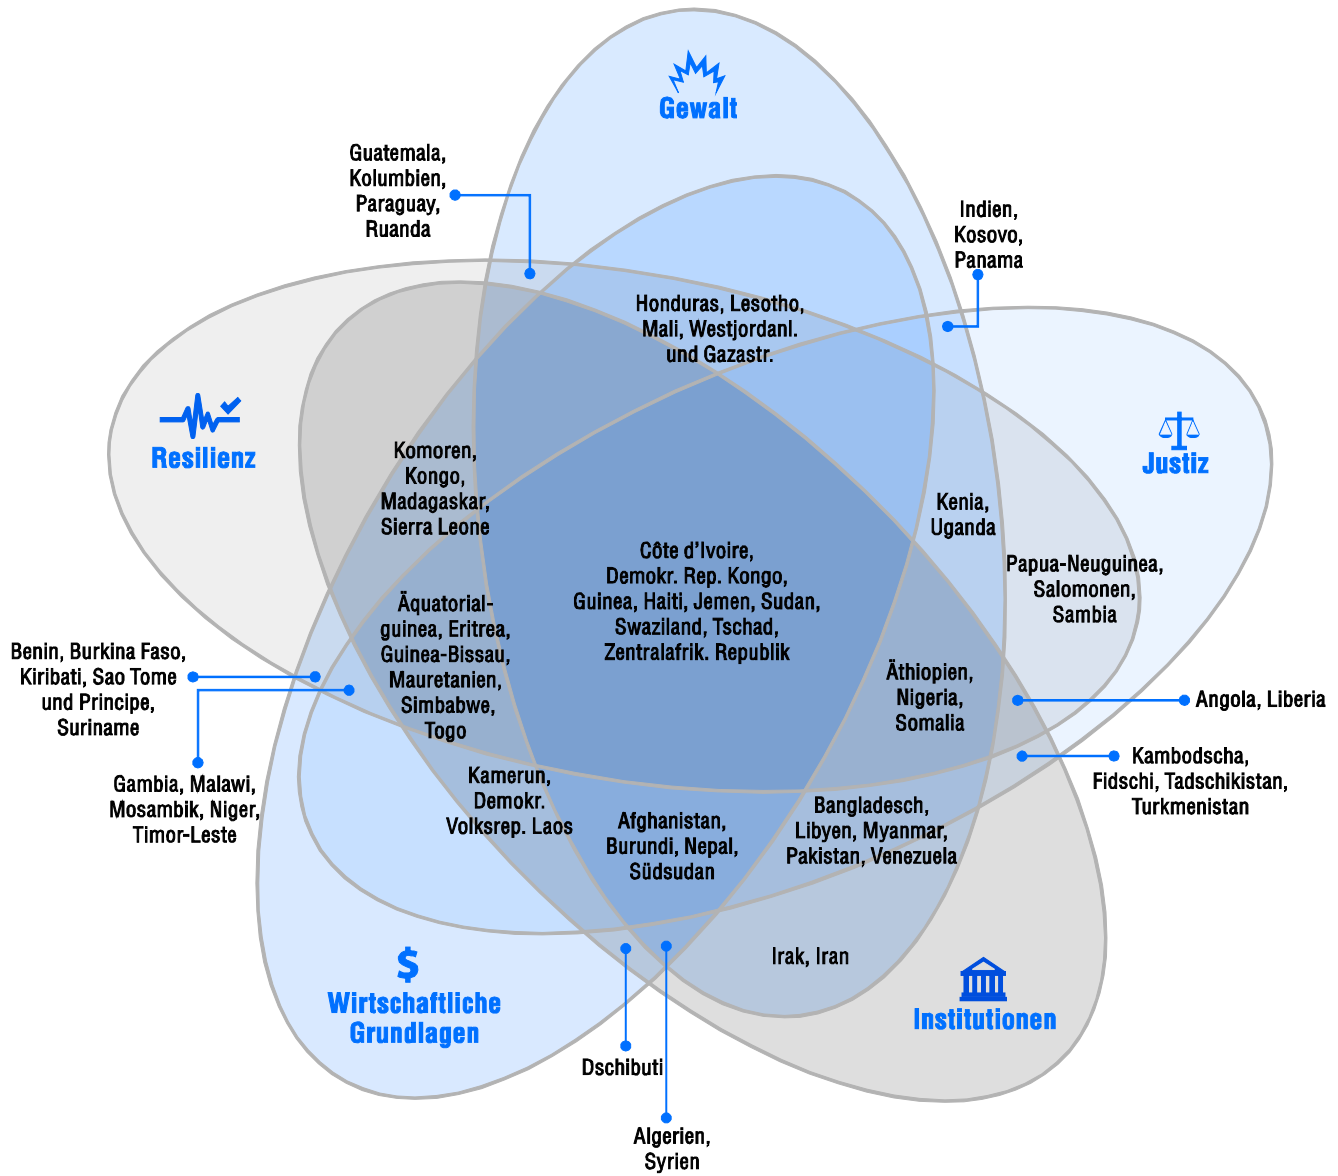 Gewalt
Guatemala,
Kolumbien,
Paraguay,
Ruanda
Indien,
Kosovo,
Panama
Honduras, Lesotho,
Mali, Westjordanl.
und Gazastr.
Resilienz
Justiz
Komoren,
Kongo,
Madagaskar,
Sierra Leone
Kenia,
Uganda
Côte d'Ivoire,
Demokr. Rep. Kongo,
Guinea, Haiti, Jemen, Sudan,
Swaziland, Tschad,
Zentralafrik. Republik
Papua-Neuguinea,
Salomonen,
Sambia
Äquatorial-
guinea, Eritrea,
Guinea-Bissau,
Mauretanien,
Simbabwe,
Togo
Benin, Burkina Faso,
Kiribati, Sao Tome
und Principe,
Suriname
Äthiopien,
Nigeria,
Somalia
Angola, Liberia
Gambia, Malawi,
Mosambik, Niger,
Timor-Leste
Kamerun,
Demokr.
Volksrep. Laos
Afghanistan,
Burundi, Nepal,
Südsudan
Bangladesch,
Libyen, Myanmar,
Pakistan, Venezuela
Kambodscha,
Fidschi, Tadschikistan,
Turkmenistan
Irak, Iran
$
Wirtschaftliche
Grundlagen
Institutionen
Dschibuti
Algerien,
Syrien